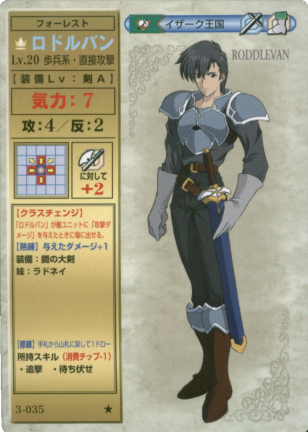 フォーレスト
ロドルバン
Lv.20 歩兵系・直接攻撃
【装備Lv：剣A】
気力：7
攻：4／反：2
に対して
+2
【クラスチェンジ】
「ロドルバン」が敵ユニットに「攻撃ダ
メージ」を与えたときに場に出せる。
【熟練】与えたダメージ+1
装備：鋼の大剣
妹：ラドネイ
【修練】手札から山札に戻して1ドロー
所持スキル（消費チップ-1）
・追撃　・待ち伏せ
3-035
★
イザーク王国
RODDLEVAN